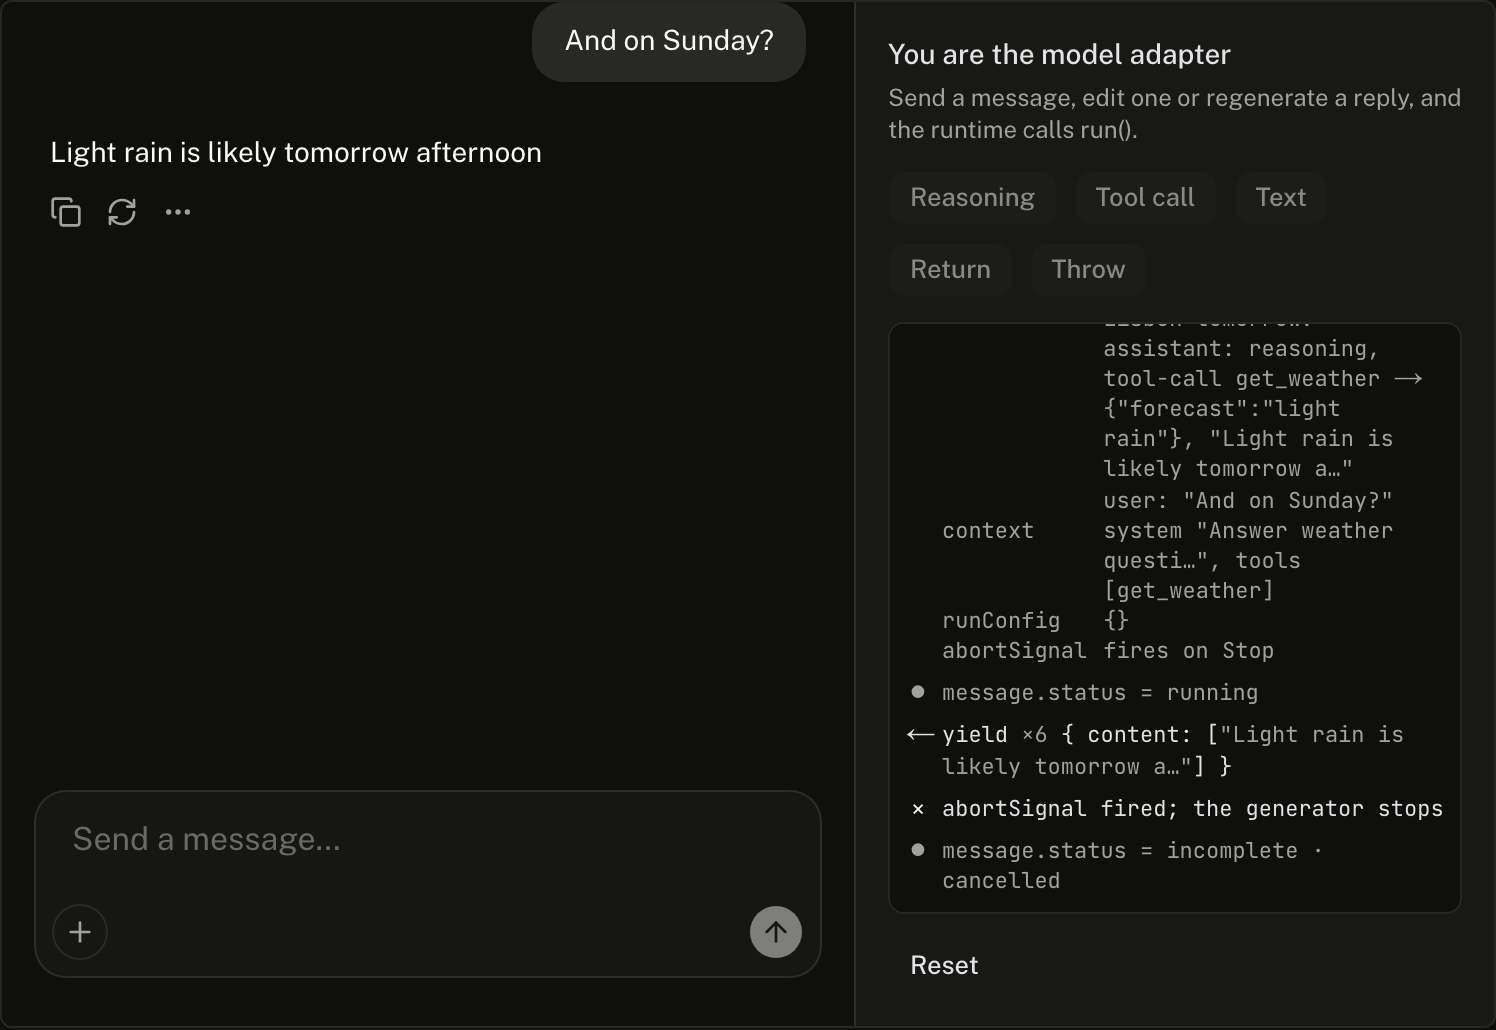 And on Sunday?
Light rain is likely tomorrow afternoon
Send a message...
You are the model adapter
Send a message, edit one or regenerate a reply, and
the runtime calls run().
Reasoning
Tool call
Text
Return
Throw
assistant: reasoning,
tool-call get_weather ⟶
{"forecast":"light
rain"}, "Light rain is
likely tomorrow a…"
user: "And on Sunday?"
context system "Answer weather
questi…", tools
[get_weather]
runConfig {}
abortSignal fires on Stop
● message.status = running
⟵ yield ×6 { content: ["Light rain is
likely tomorrow a…"] }
× abortSignal fired; the generator stops
● message.status = incomplete ·
cancelled
Reset